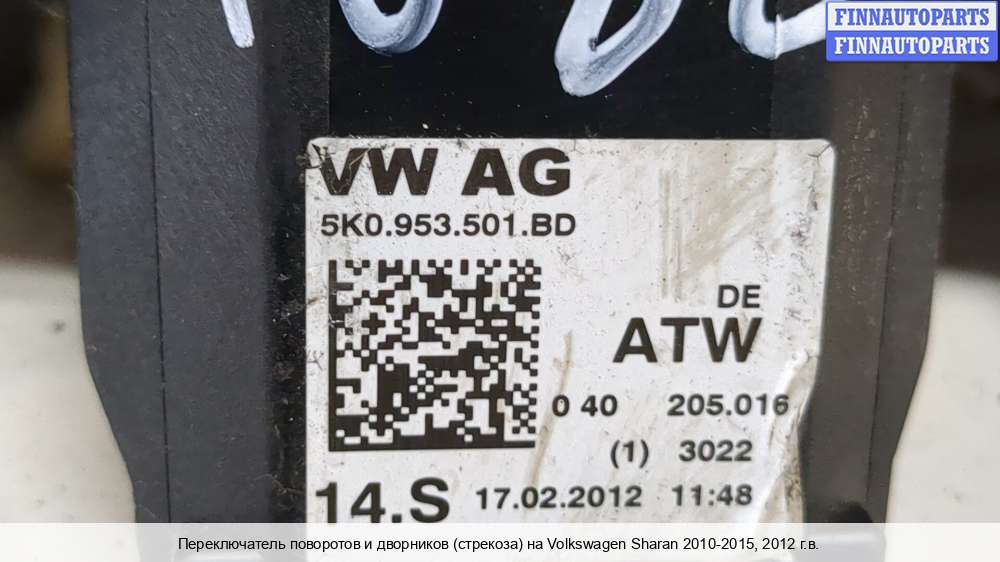 FINNAUTOPARTS
FINNAUTOPARTS
VW AG
5K0.953.501.BD
DE
ATW
0 40 205.016
(1) 3022
14.S 17.02.2012 11:48
Переключатель поворотов и дворников (стрекоза) на Volkswagen Sharan 2010-2015, 2012 г.в.